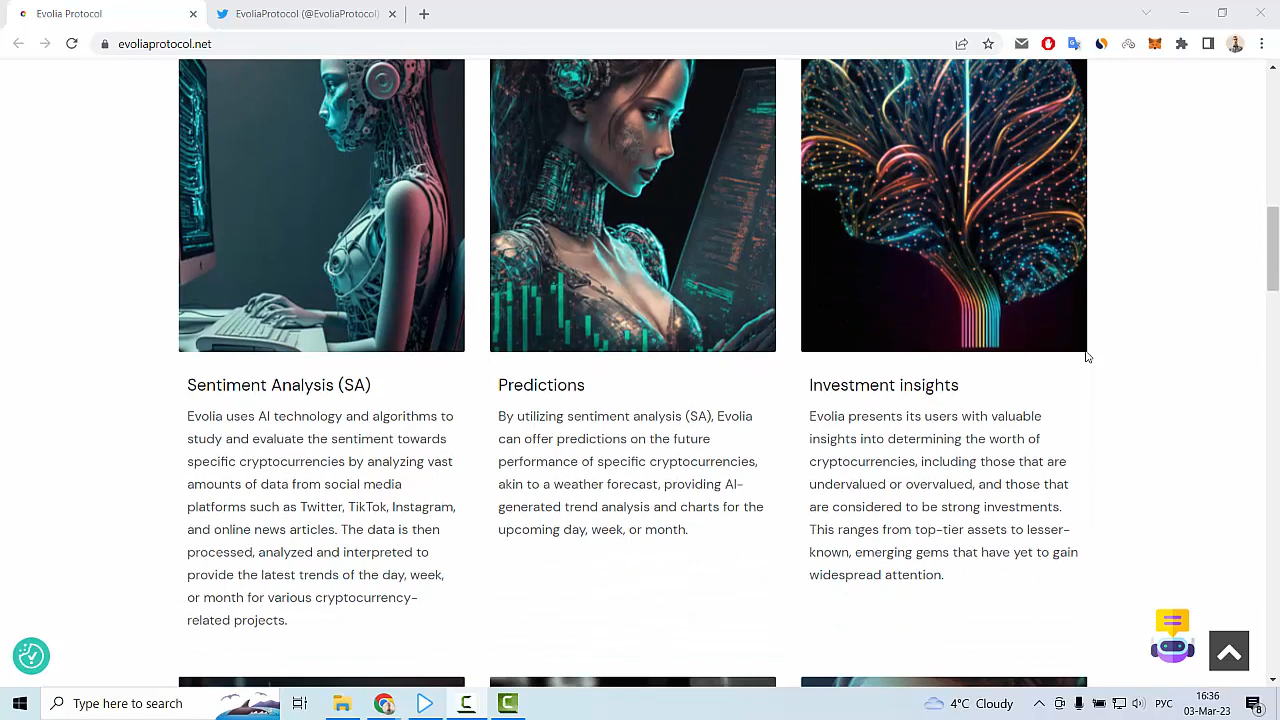 Evolia Protocol
EvoliaProtocol (@EvoliaProtocol)
evoliaprotocol.net
Sentiment Analysis (SA)
Evolia uses AI technology and algorithms to
study and evaluate the sentiment towards
specific cryptocurrencies by analyzing vast
amounts of data from social media
platforms such as Twitter, TikTok, Instagram,
and online news articles. The data is then
processed, analyzed and interpreted to
provide the latest trends of the day, week,
or month for various cryptocurrency-
related projects.
Predictions
By utilizing sentiment analysis (SA), Evolia
can offer predictions on the future
performance of specific cryptocurrencies,
akin to a weather forecast, providing AI-
generated trend analysis and charts for the
upcoming day, week, or month.
Investment insights
Evolia presents its users with valuable
insights into determining the worth of
cryptocurrencies, including those that are
undervalued or overvalued, and those that
are considered to be strong investments.
This ranges from top-tier assets to lesser-
known, emerging gems that have yet to gain
widespread attention.
Type here to search
4°C Cloudy
РУС
16:36
03-Mar-23
8